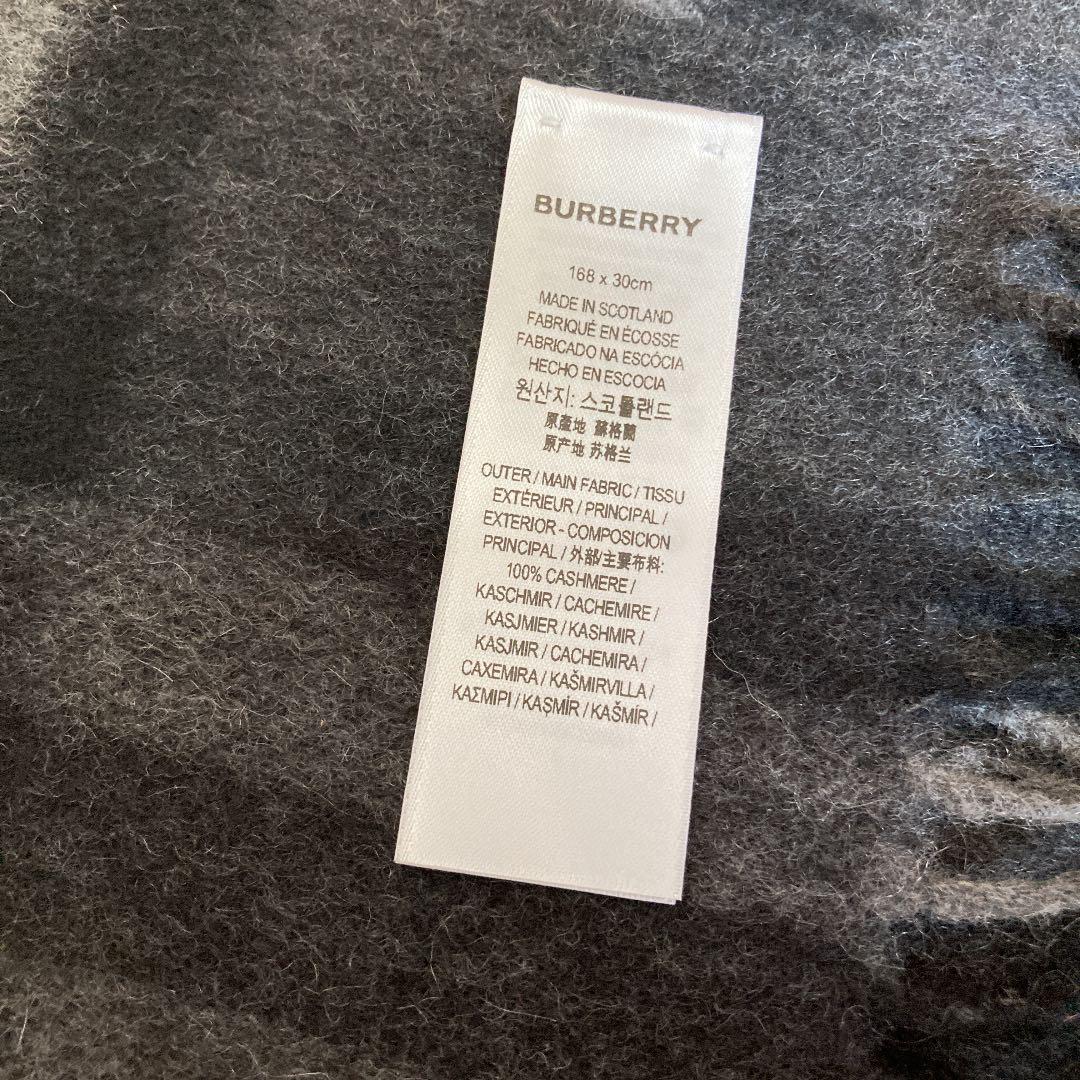 BURBERRY
168 x 30cm
MADE IN SCOTLAND
FABRIQUÉ EN ÉCOSSE
FABRICADO NA ESCÓCIA
HECHO EN ESCOCIA
원산지: 스코틀랜드
原產地 蘇格蘭
原产地 苏格兰
OUTER / MAIN FABRIC / TISSU
EXTÉRIEUR / PRINCIPAL /
EXTERIOR - COMPOSICION
PRINCIPAL / 外部/主要布料:
100% CASHMERE /
KASCHMIR / CACHEMIRE /
KASJMIER / KASHMIR /
KASJMIR / CACHEMIRA /
CAXEMIRA / KAŠMIRVILLA /
ΚΑΣΜΙΡΙ / KAŞMİR / KAŠMÍR /